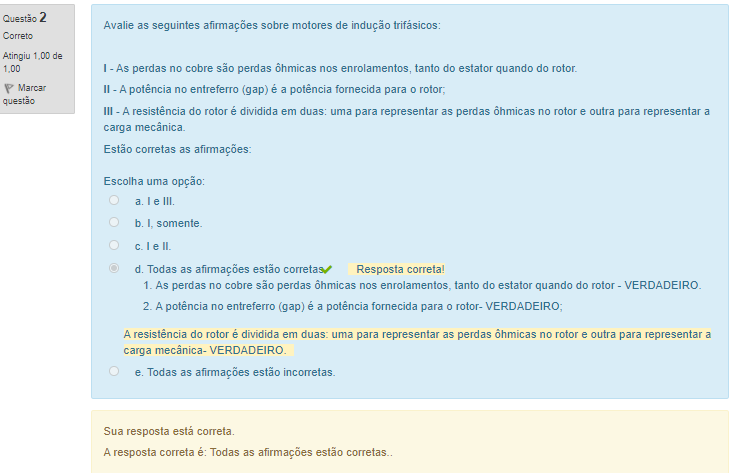 Questão 2
Correto
Atingiu 1,00 de
1,00
Marcar
questão
Avalie as seguintes afirmações sobre motores de indução trifásicos:
I - As perdas no cobre são perdas ôhmicas nos enrolamentos, tanto do estator quando do rotor.
II - A potência no entreferro (gap) é a potência fornecida para o rotor;
III - A resistência do rotor é dividida em duas: uma para representar as perdas ôhmicas no rotor e outra para representar a
carga mecânica.
Estão corretas as afirmações:
Escolha uma opção:
a. I e III.
b. I, somente.
c. I e II.
d. Todas as afirmações estão corretas. Resposta correta!
1. As perdas no cobre são perdas ôhmicas nos enrolamentos, tanto do estator quando do rotor - VERDADEIRO.
2. A potência no entreferro (gap) é a potência fornecida para o rotor- VERDADEIRO;
A resistência do rotor é dividida em duas: uma para representar as perdas ôhmicas no rotor e outra para representar a
carga mecânica- VERDADEIRO.
e. Todas as afirmações estão incorretas.
Sua resposta está correta.
A resposta correta é: Todas as afirmações estão corretas..